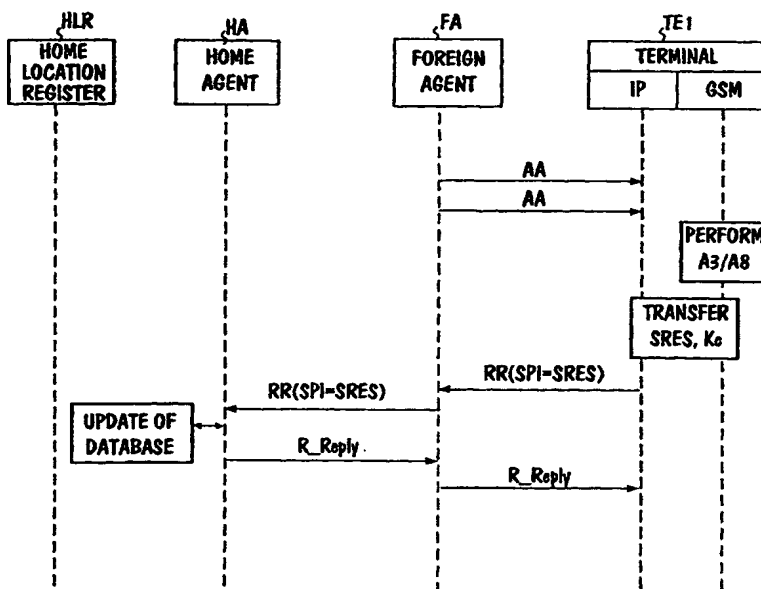 HLR
HA
FA
TE1
HOME
LOCATION
REGISTER
HOME
AGENT
FOREIGN
AGENT
TERMINAL
IP
GSM
AA
AA
PERFORM
A3/A8
TRANSFER
SRES, Kc
RR(SPI=SRES)
RR(SPI=SRES)
UPDATE OF
DATABASE
R_Reply
R_Reply